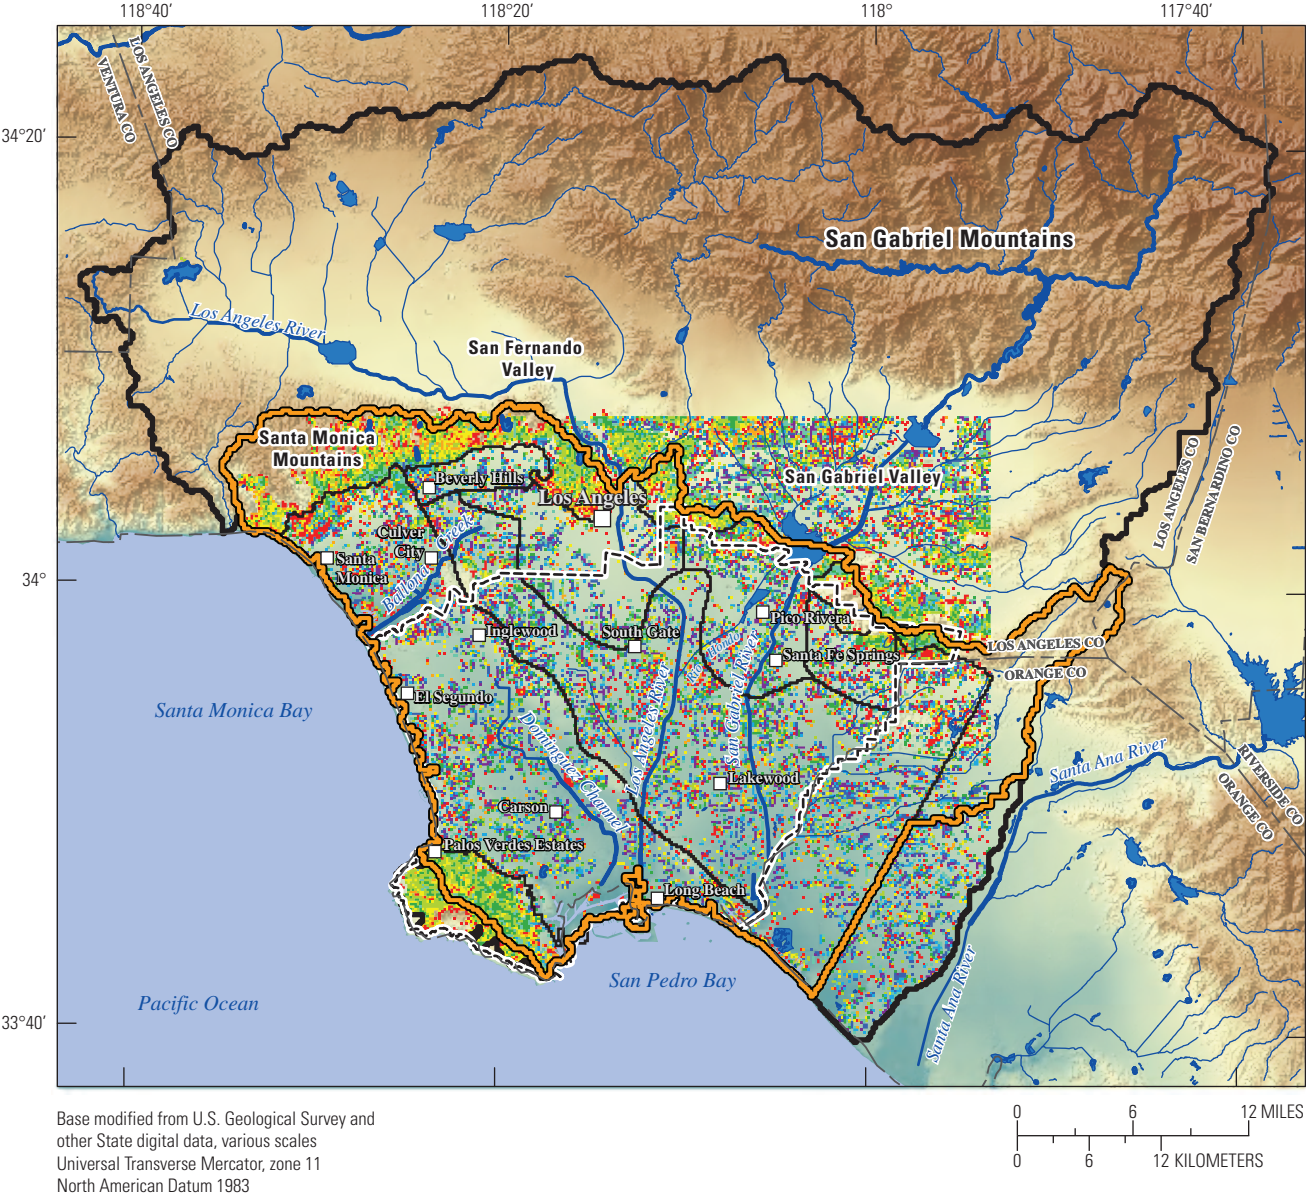 118°40′
118°20′
118°
117°40′
34°20′
34°
33°40′
LOS ANGELES CO
VENTURA CO
San Gabriel Mountains
Los Angeles River
San Fernando
Valley
Santa Monica
Mountains
San Gabriel Valley
LOS ANGELES CO
SAN BERNARDINO CO
Beverly Hills
Los Angeles
Culver
City
Ballona Creek
Santa
Monica
Inglewood
South Gate
Pico Rivera
Rio Hondo
Santa Fe Springs
LOS ANGELES CO
ORANGE CO
El Segundo
Santa Monica Bay
Dominguez Channel
Los Angeles River
San Gabriel River
Santa Ana River
RIVERSIDE CO
ORANGE CO
Lakewood
Carson
Palos Verdes Estates
Long Beach
San Pedro Bay
Pacific Ocean
Santa Ana River
Base modified from U.S. Geological Survey and
other State digital data, various scales
Universal Transverse Mercator, zone 11
North American Datum 1983
0 6 12 MILES
0 6 12 KILOMETERS